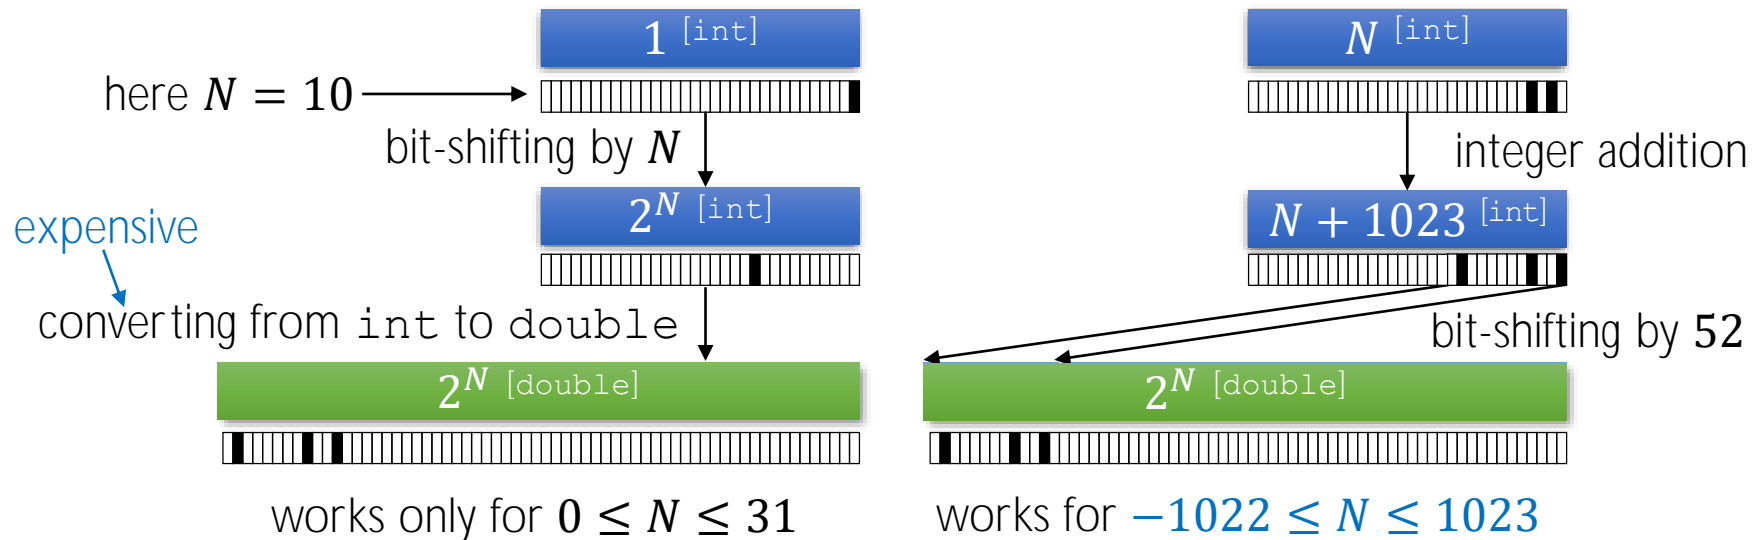 1 [int]
here N = 10
bit-shifting by N
2^N [int]
expensive
converting from int to double
2^N [double]
works only for 0 ≤ N ≤ 31
N [int]
integer addition
N + 1023 [int]
bit-shifting by 52
2^N [double]
works for −1022 ≤ N ≤ 1023